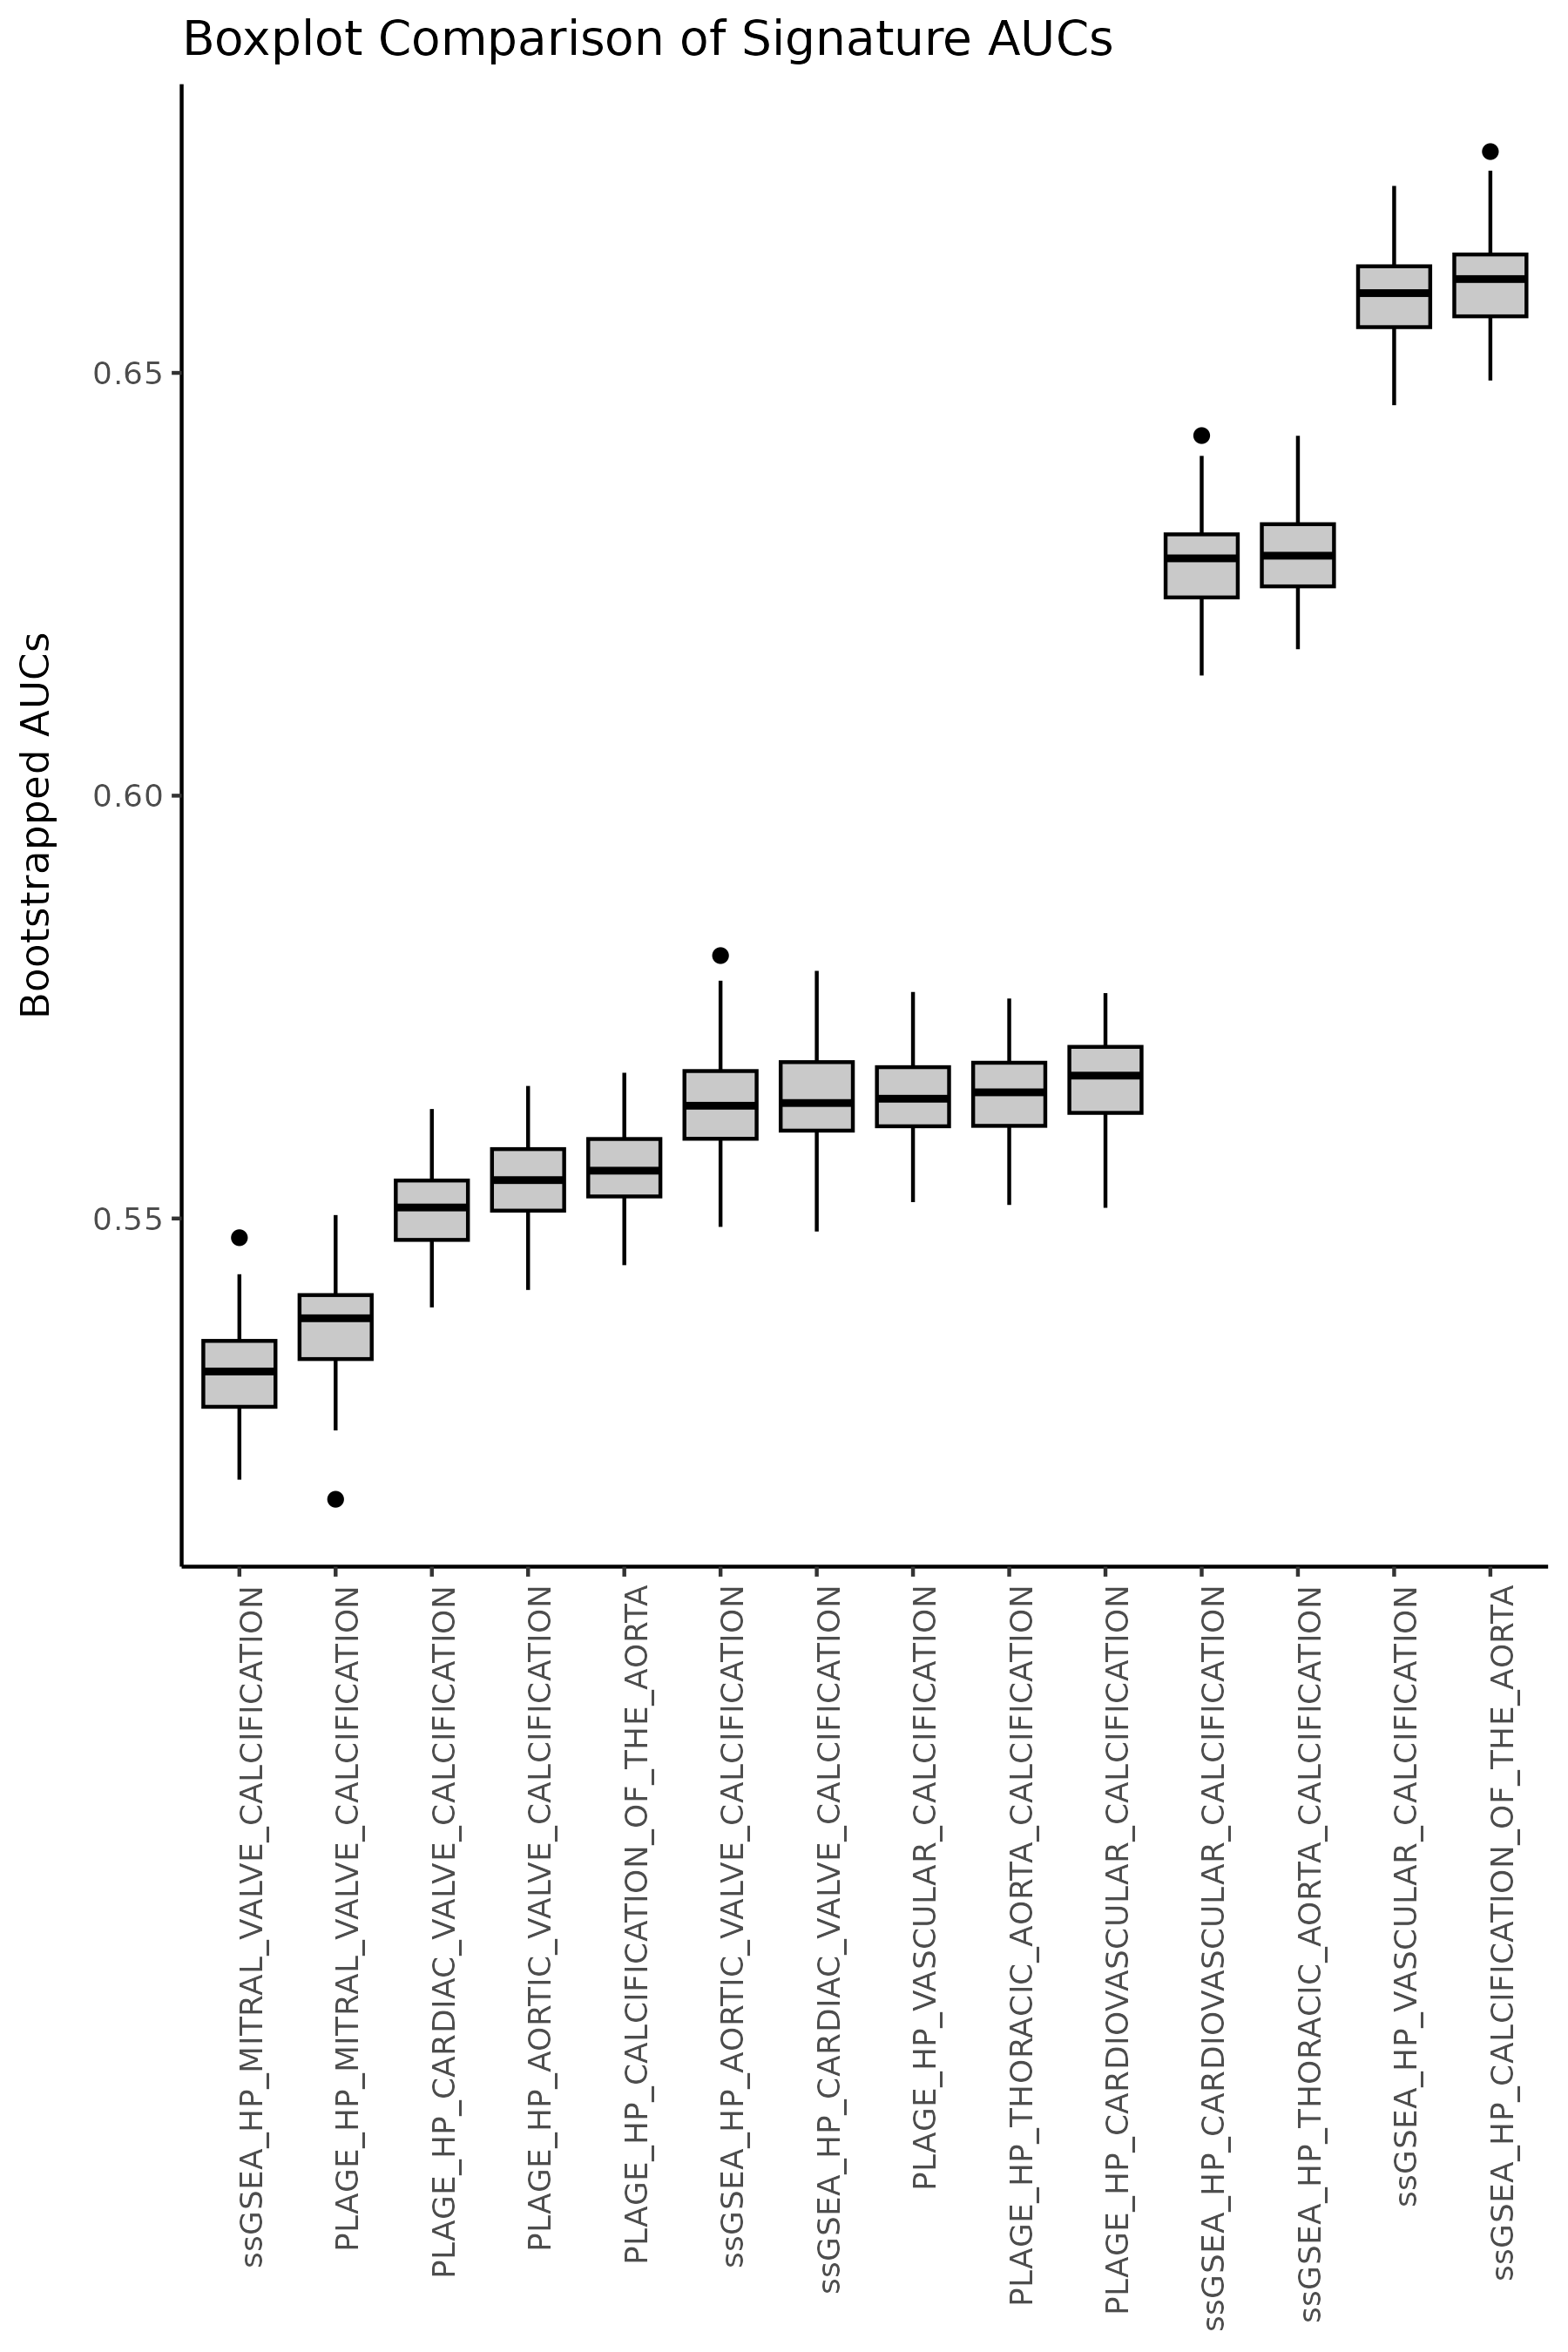 Boxplot Comparison of Signature AUCs
Bootstrapped AUCs
0.65
0.60
0.55
ssGSEA_HP_MITRAL_VALVE_CALCIFICATION
PLAGE_HP_MITRAL_VALVE_CALCIFICATION
PLAGE_HP_CARDIAC_VALVE_CALCIFICATION
PLAGE_HP_AORTIC_VALVE_CALCIFICATION
PLAGE_HP_CALCIFICATION_OF_THE_AORTA
ssGSEA_HP_AORTIC_VALVE_CALCIFICATION
ssGSEA_HP_CARDIAC_VALVE_CALCIFICATION
PLAGE_HP_VASCULAR_CALCIFICATION
PLAGE_HP_THORACIC_AORTA_CALCIFICATION
PLAGE_HP_CARDIOVASCULAR_CALCIFICATION
ssGSEA_HP_CARDIOVASCULAR_CALCIFICATION
ssGSEA_HP_THORACIC_AORTA_CALCIFICATION
ssGSEA_HP_VASCULAR_CALCIFICATION
ssGSEA_HP_CALCIFICATION_OF_THE_AORTA